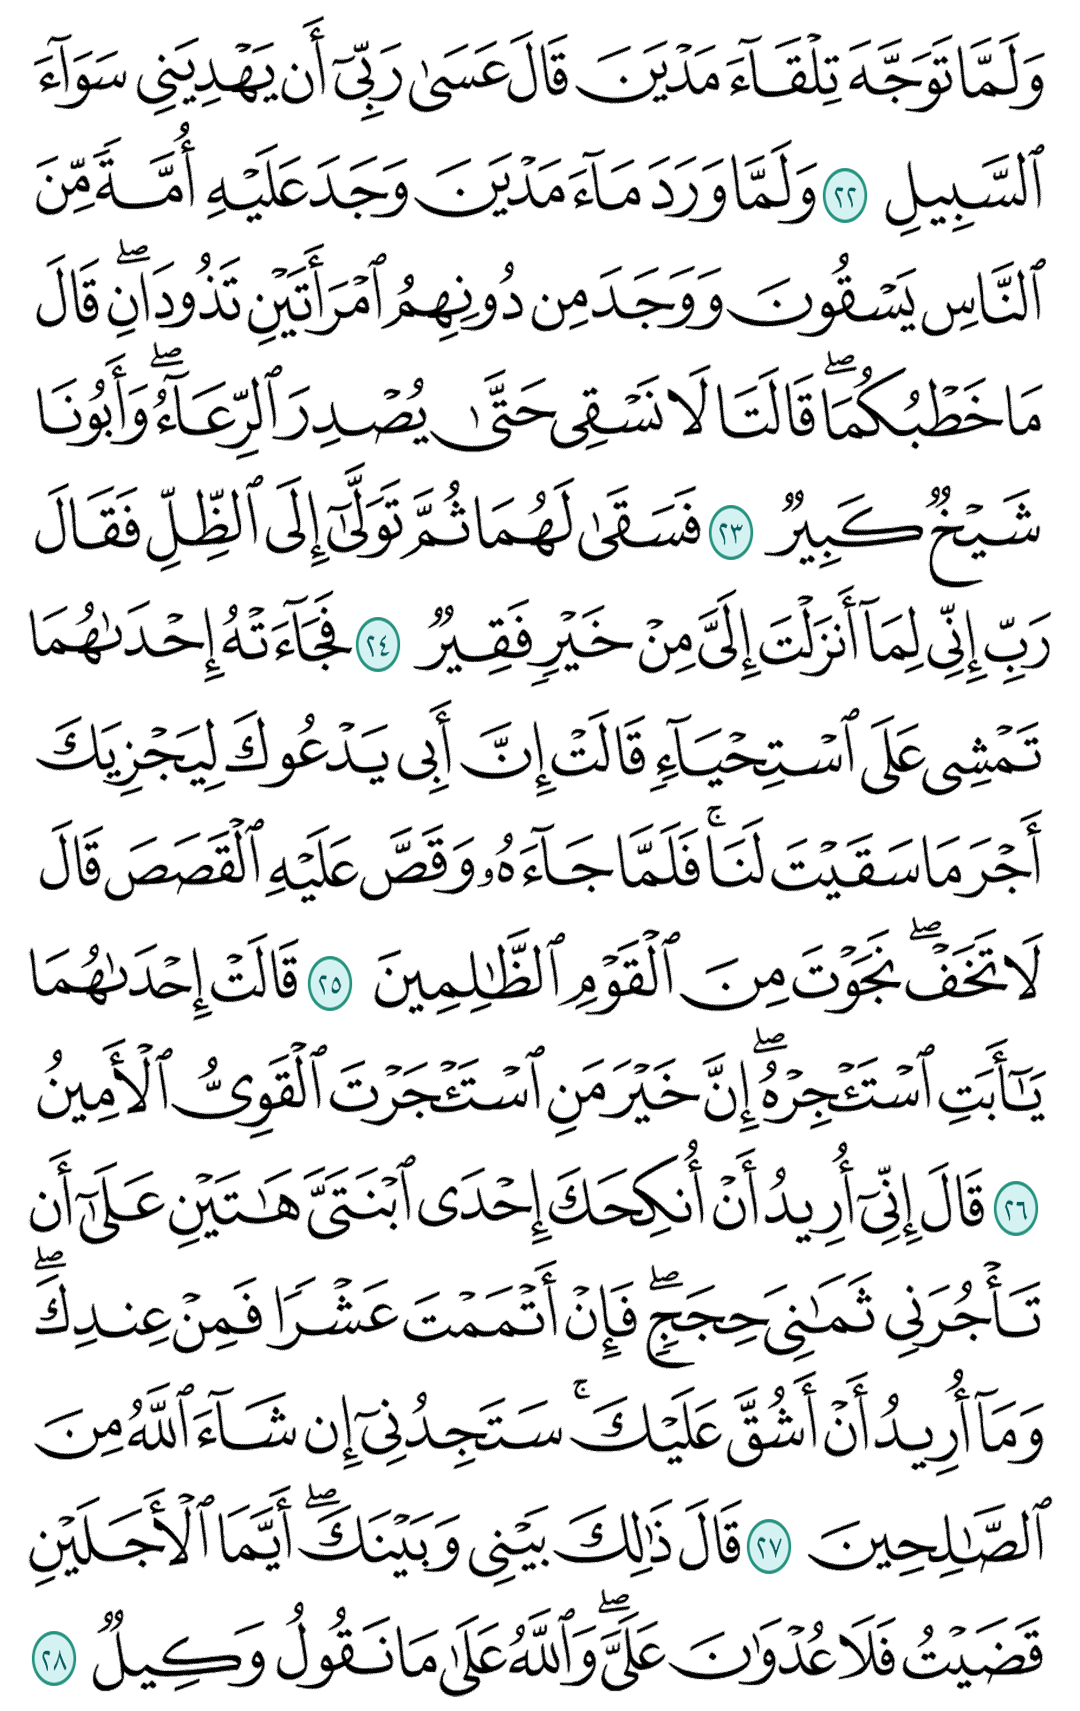 وَلَمَّا تَوَجَّهَ تِلْقَآءَ مَدْيَنَ قَالَ عَسَىٰ رَبِّىٓ أَن يَهْدِيَنِى سَوَآءَ
ٱلسَّبِيلِ ٢٢ وَلَمَّا وَرَدَ مَآءَ مَدْيَنَ وَجَدَ عَلَيْهِ أُمَّةً مِّنَ
ٱلنَّاسِ يَسْقُونَ وَوَجَدَ مِن دُونِهِمُ ٱمْرَأَتَيْنِ تَذُودَانِ ۖ قَالَ
مَا خَطْبُكُمَا ۖ قَالَتَا لَا نَسْقِى حَتَّىٰ يُصْدِرَ ٱلرِّعَآءُ ۖ وَأَبُونَا
شَيْخٌ كَبِيرٌ ٢٣ فَسَقَىٰ لَهُمَا ثُمَّ تَوَلَّىٰٓ إِلَى ٱلظِّلِّ فَقَالَ
رَبِّ إِنِّى لِمَآ أَنزَلْتَ إِلَىَّ مِنْ خَيْرٍ فَقِيرٌ ٢٤ فَجَآءَتْهُ إِحْدَىٰهُمَا
تَمْشِى عَلَى ٱسْتِحْيَآءٍ قَالَتْ إِنَّ أَبِى يَدْعُوكَ لِيَجْزِيَكَ
أَجْرَ مَا سَقَيْتَ لَنَا ۚ فَلَمَّا جَآءَهُۥ وَقَصَّ عَلَيْهِ ٱلْقَصَصَ قَالَ
لَا تَخَفْ ۖ نَجَوْتَ مِنَ ٱلْقَوْمِ ٱلظَّٰلِمِينَ ٢٥ قَالَتْ إِحْدَىٰهُمَا
يَٰٓأَبَتِ ٱسْتَـْٔجِرْهُ ۖ إِنَّ خَيْرَ مَنِ ٱسْتَـْٔجَرْتَ ٱلْقَوِىُّ ٱلْأَمِينُ
٢٦ قَالَ إِنِّىٓ أُرِيدُ أَنْ أُنكِحَكَ إِحْدَى ٱبْنَتَىَّ هَٰتَيْنِ عَلَىٰٓ أَن
تَأْجُرَنِى ثَمَٰنِىَ حِجَجٍ ۖ فَإِنْ أَتْمَمْتَ عَشْرًا فَمِنْ عِندِكَ ۖ
وَمَآ أُرِيدُ أَنْ أَشُقَّ عَلَيْكَ ۚ سَتَجِدُنِىٓ إِن شَآءَ ٱللَّهُ مِنَ
ٱلصَّٰلِحِينَ ٢٧ قَالَ ذَٰلِكَ بَيْنِى وَبَيْنَكَ ۖ أَيَّمَا ٱلْأَجَلَيْنِ
قَضَيْتُ فَلَا عُدْوَٰنَ عَلَىَّ ۖ وَٱللَّهُ عَلَىٰ مَا نَقُولُ وَكِيلٌ ٢٨